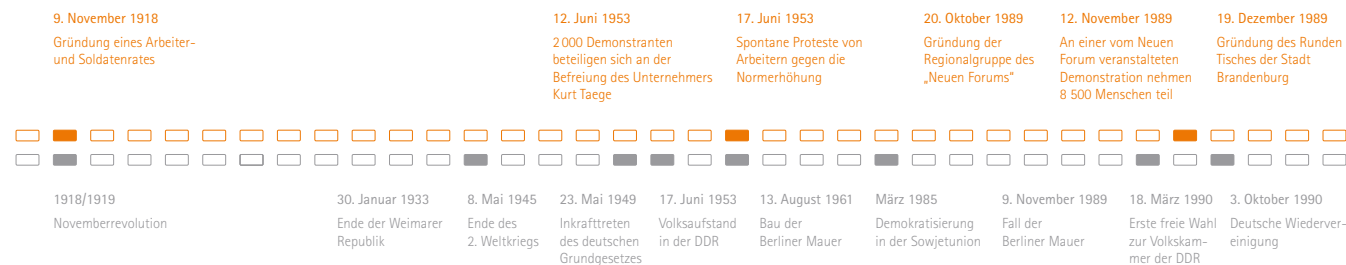 9. November 1918
Gründung eines Arbeiter-
und Soldatenrates
12. Juni 1953
2 000 Demonstranten
beteiligen sich an der
Befreiung des Unternehmers
Kurt Taege
17. Juni 1953
Spontane Proteste von
Arbeitern gegen die
Normerhöhung
20. Oktober 1989
Gründung der
Regionalgruppe des
„Neuen Forums“
12. November 1989
An einer vom Neuen
Forum veranstalteten
Demonstration nehmen
8 500 Menschen teil
19. Dezember 1989
Gründung des Runden
Tisches der Stadt
Brandenburg
1918/1919
Novemberrevolution
30. Januar 1933
Ende der Weimarer
Republik
8. Mai 1945
Ende des
2. Weltkriegs
23. Mai 1949
Inkrafttreten
des deutschen
Grundgesetzes
17. Juni 1953
Volksaufstand
in der DDR
13. August 1961
Bau der
Berliner Mauer
März 1985
Demokratisierung
in der Sowjetunion
9. November 1989
Fall der
Berliner Mauer
18. März 1990
Erste freie Wahl
zur Volkskam-
mer der DDR
3. Oktober 1990
Deutsche Wiederver-
einigung